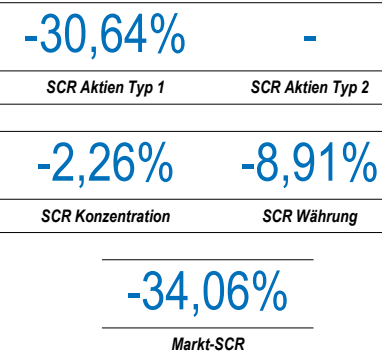 -30,64% -
SCR Aktien Typ 1 SCR Aktien Typ 2
-2,26% -8,91%
SCR Konzentration SCR Währung
-34,06%
Markt-SCR